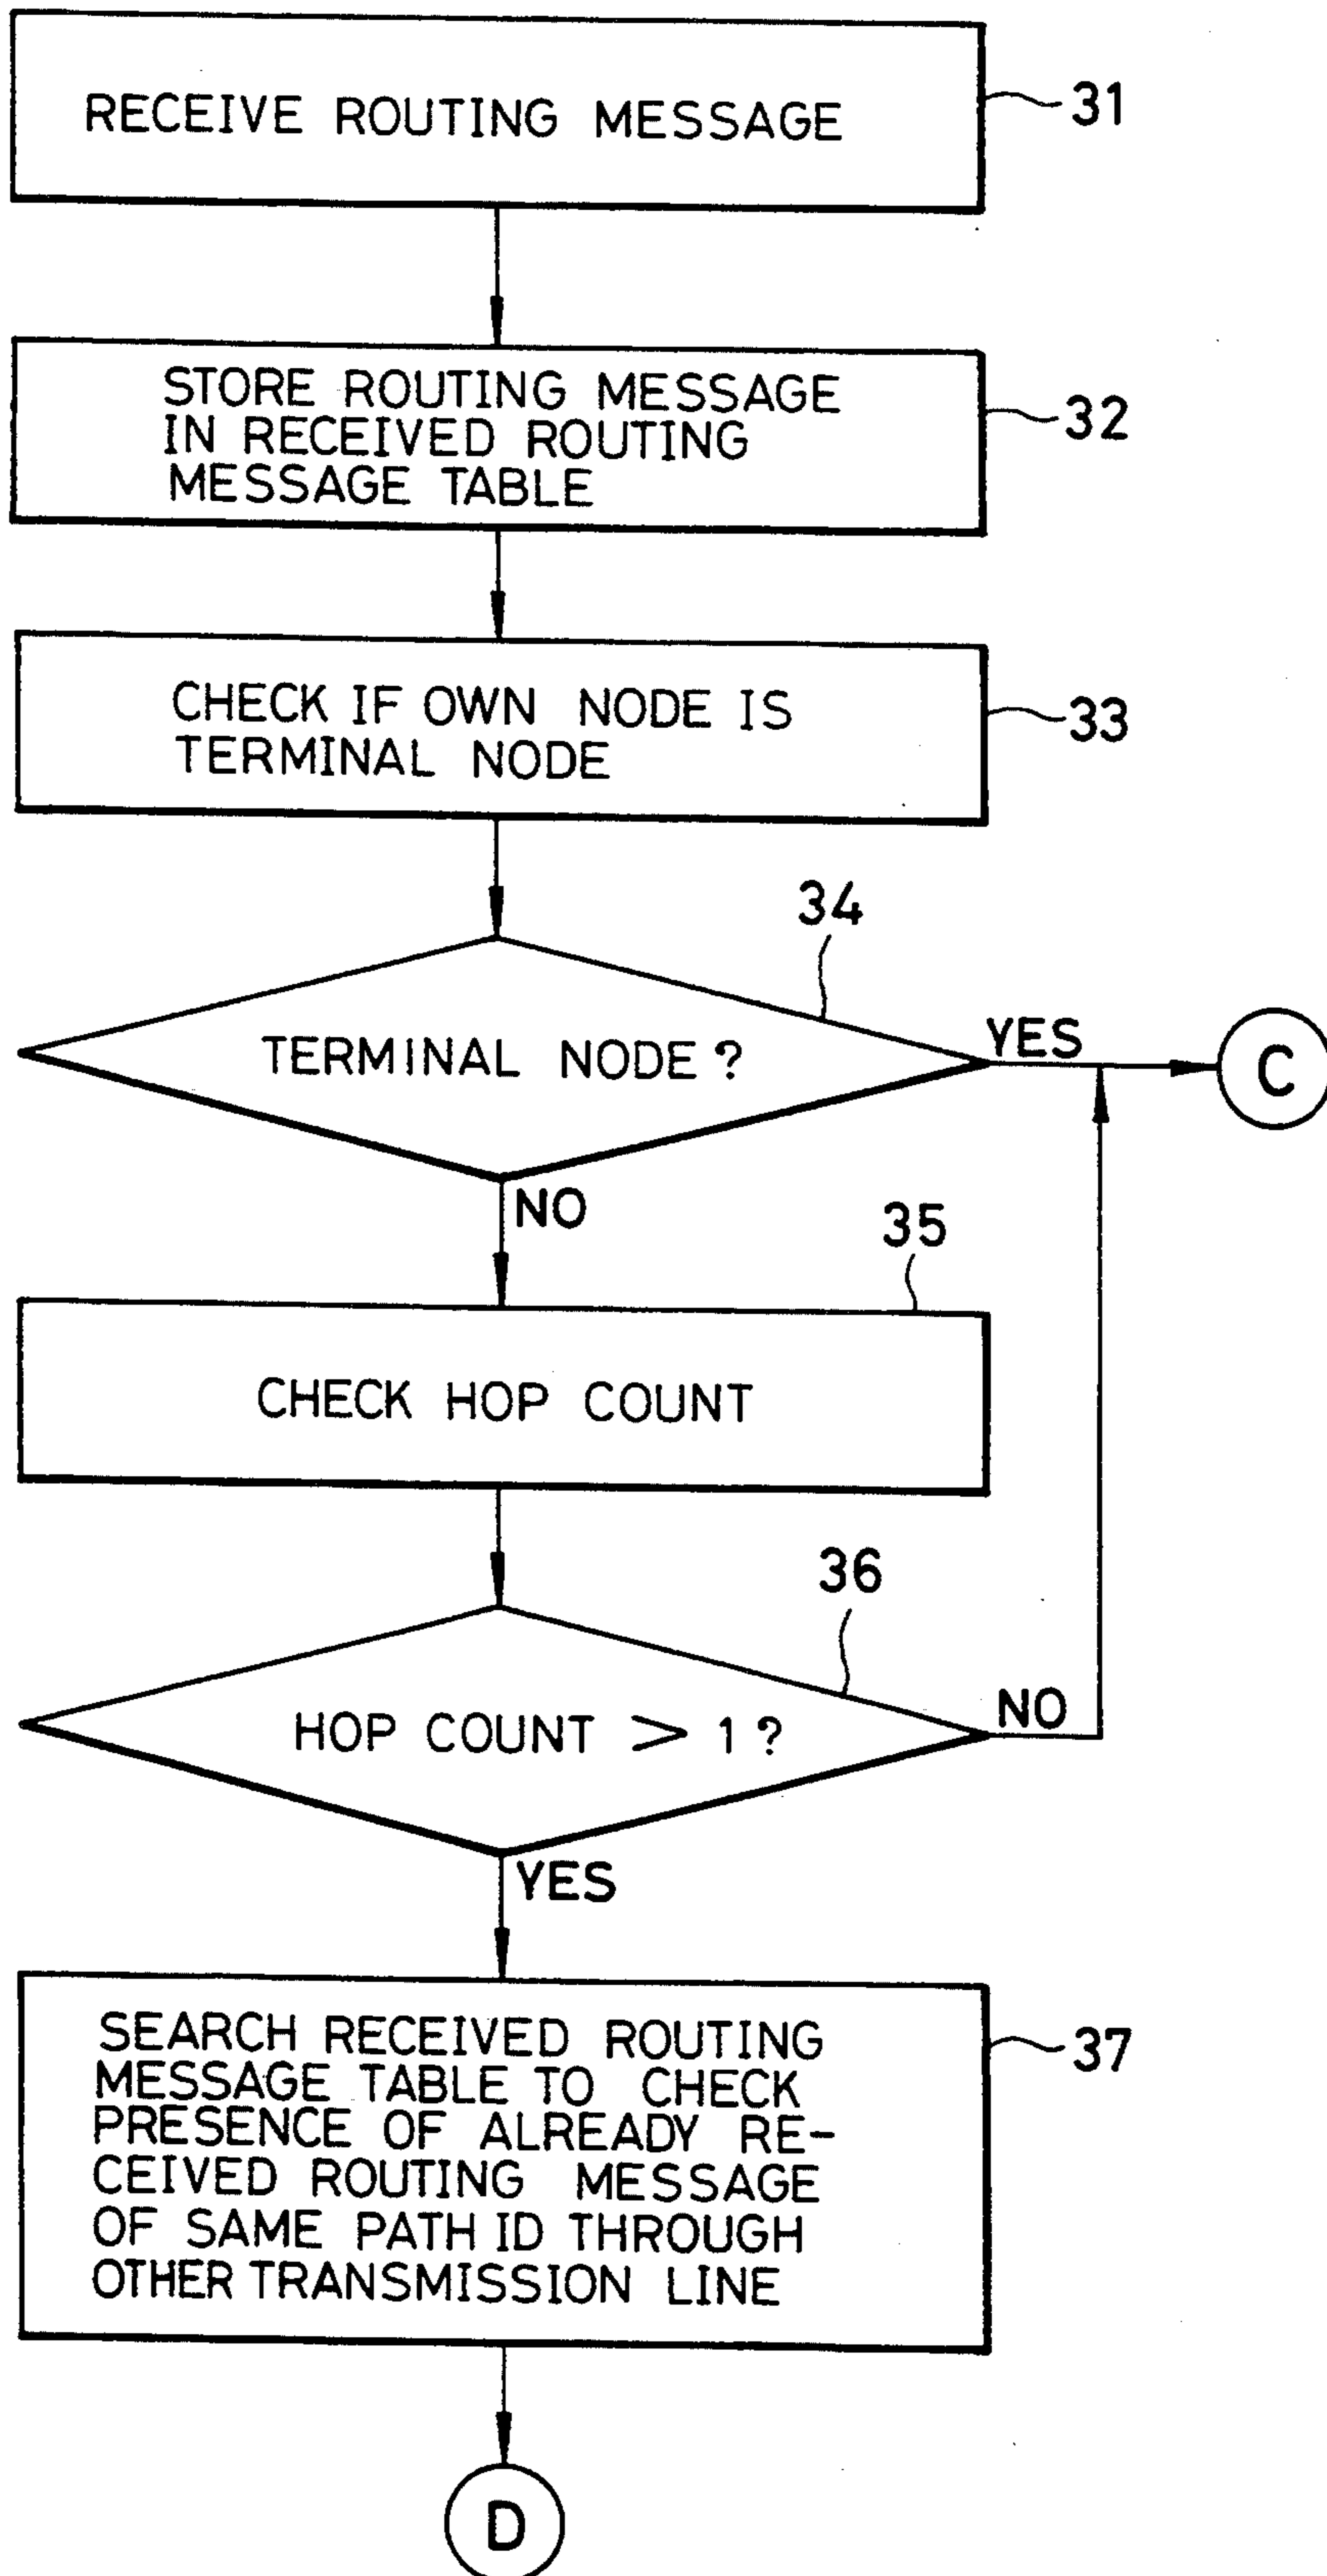 RECEIVE ROUTING MESSAGE
31
STORE ROUTING MESSAGE
IN RECEIVED ROUTING
MESSAGE TABLE
32
CHECK IF OWN NODE IS
TERMINAL NODE
33
34
TERMINAL NODE?
YES
C
NO
35
CHECK HOP COUNT
36
HOP COUNT > 1?
NO
YES
SEARCH RECEIVED ROUTING
MESSAGE TABLE TO CHECK
PRESENCE OF ALREADY RE-
CEIVED ROUTING MESSAGE
OF SAME PATH ID THROUGH
OTHER TRANSMISSION LINE
37
D